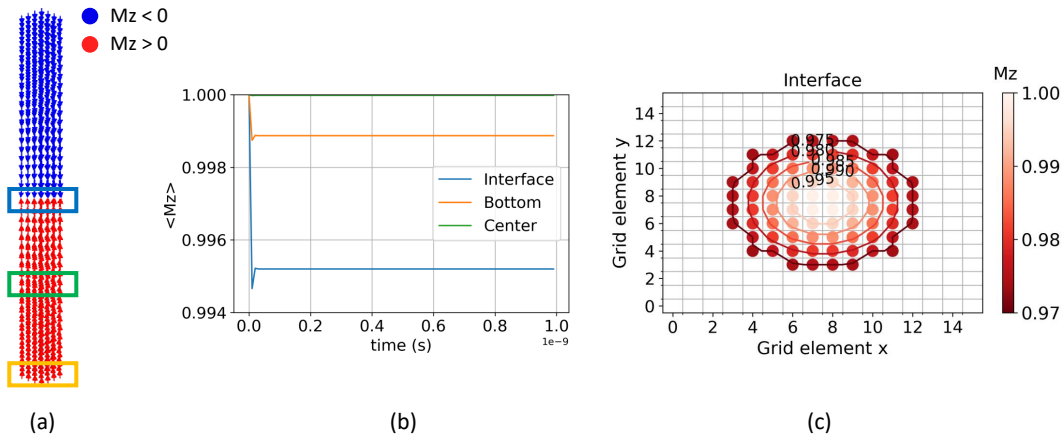 Mz < 0
Mz > 0
(a)
1.000
0.998
0.996
0.994
<Mz>
Interface
Bottom
Center
0.0 0.2 0.4 0.6 0.8 1.0
time (s)
1e-9
(b)
Interface
Mz
14
12
10
8
6
4
2
0
Grid element y
0.975
0.980
0.985
0.990
0.995
0 2 4 6 8 10 12 14
Grid element x
1.00
0.99
0.98
0.97
(c)